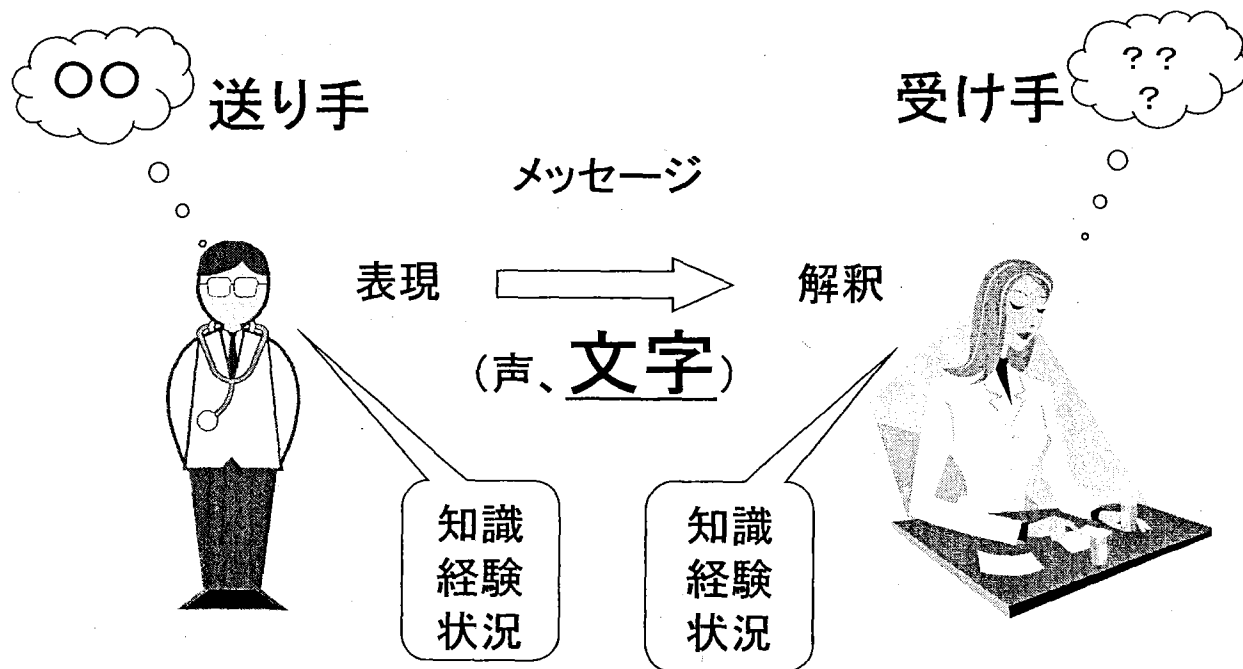 ○○
送り手
受け手
? ?
?
メッセージ
表現
解釈
(声、文字)
知識
経験
状況
知識
経験
状況